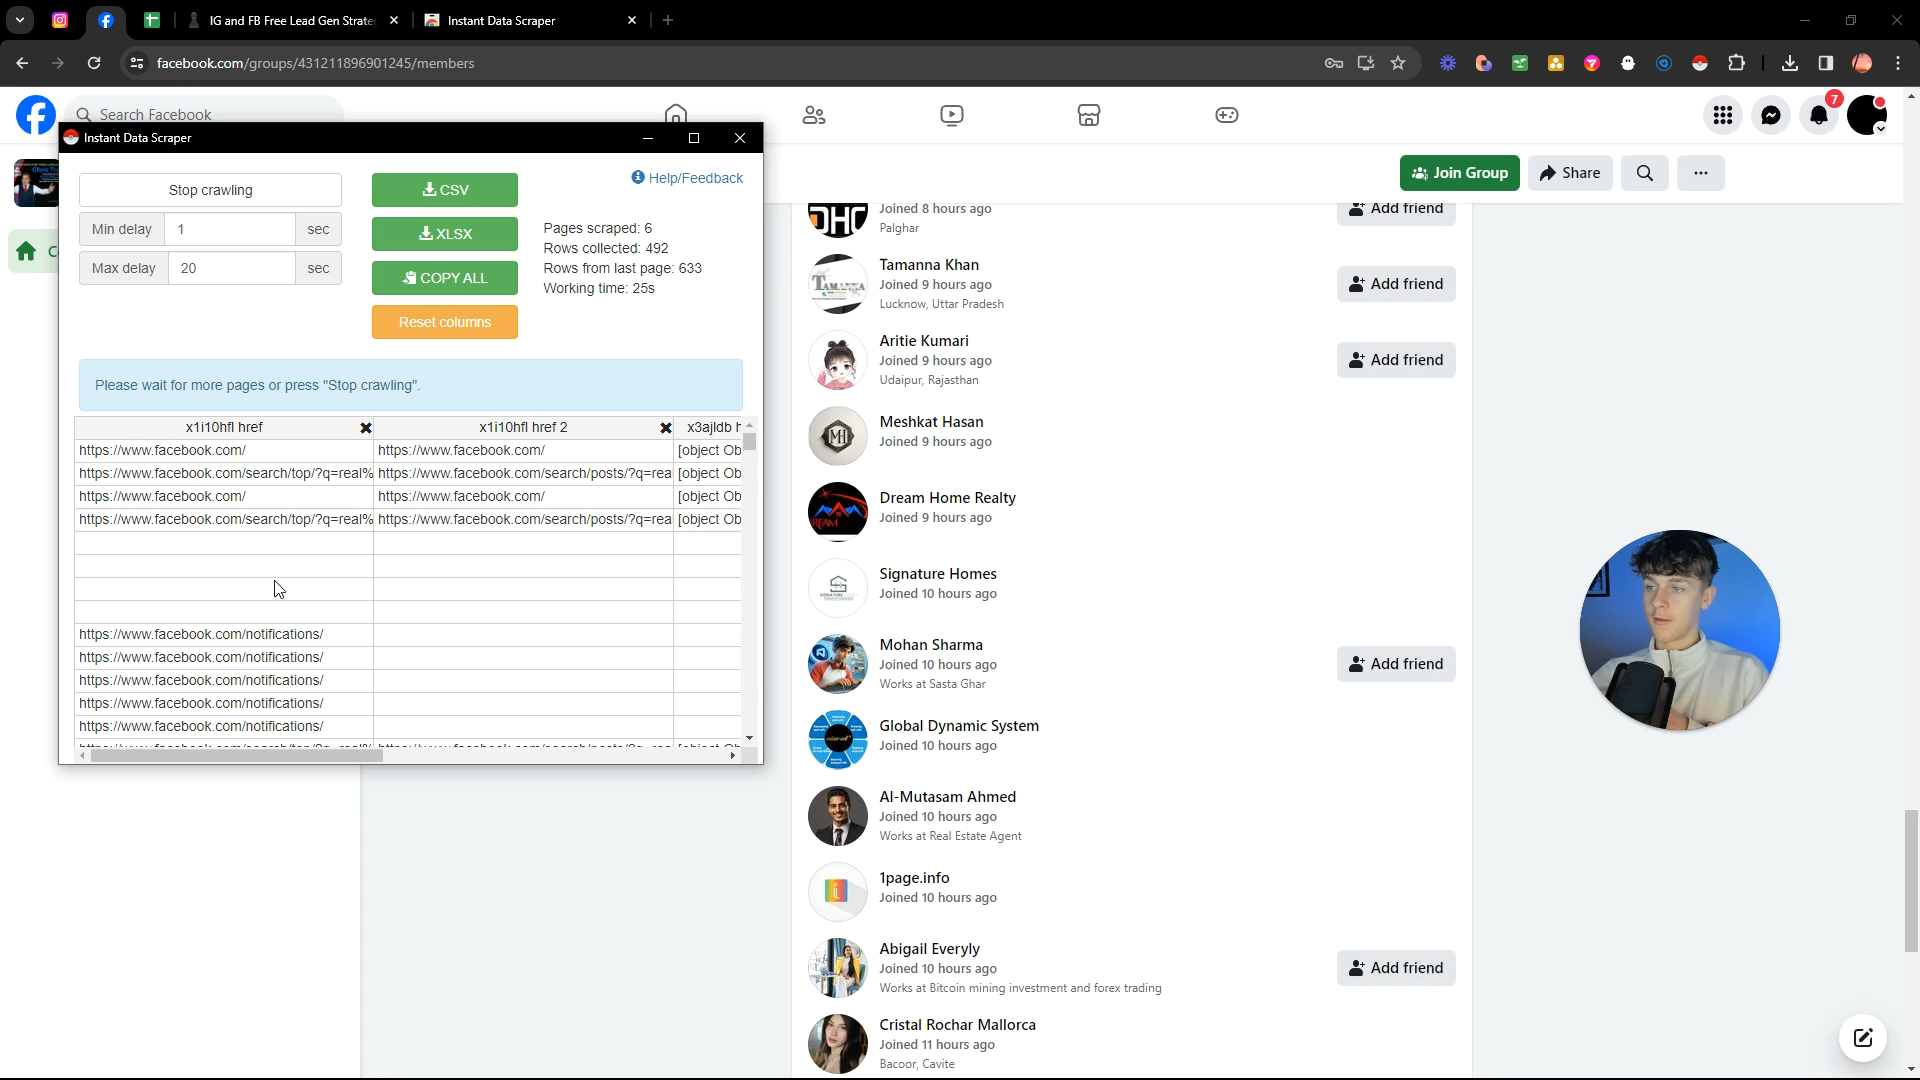 IG and FB Free Lead Gen Strate
Instant Data Scraper
facebook.com/groups/431211896901245/members
Search Facebook
7
Instant Data Scraper
Join Group
Share
Stop crawling
CSV
Help/Feedback
Min delay 1 sec
XLSX
Pages scraped: 6
Rows collected: 492
Max delay 20 sec
COPY ALL
Rows from last page: 633
Working time: 25s
Reset columns
Please wait for more pages or press "Stop crawling".
x1i10hfl href
x1i10hfl href 2
x3ajldb h
https://www.facebook.com/ https://www.facebook.com/ [object Ob
https://www.facebook.com/search/top/?q=real% https://www.facebook.com/search/posts/?q=rea [object Ob
https://www.facebook.com/ https://www.facebook.com/ [object Ob
https://www.facebook.com/search/top/?q=real% https://www.facebook.com/search/posts/?q=rea [object Ob
https://www.facebook.com/notifications/
https://www.facebook.com/notifications/
https://www.facebook.com/notifications/
https://www.facebook.com/notifications/
https://www.facebook.com/notifications/
DHC
Joined 8 hours ago
Palghar
Add friend
Tamanna Khan
Joined 9 hours ago
Lucknow, Uttar Pradesh
Add friend
Aritie Kumari
Joined 9 hours ago
Udaipur, Rajasthan
Add friend
MH
Meshkat Hasan
Joined 9 hours ago
Dream Home Realty
Joined 9 hours ago
Signature Homes
Joined 10 hours ago
Mohan Sharma
Joined 10 hours ago
Works at Sasta Ghar
Add friend
Global Dynamic System
Joined 10 hours ago
Al-Mutasam Ahmed
Joined 10 hours ago
Works at Real Estate Agent
1page.info
Joined 10 hours ago
Abigail Everyly
Joined 10 hours ago
Works at Bitcoin mining investment and forex trading
Add friend
Cristal Rochar Mallorca
Joined 11 hours ago
Bacoor, Cavite